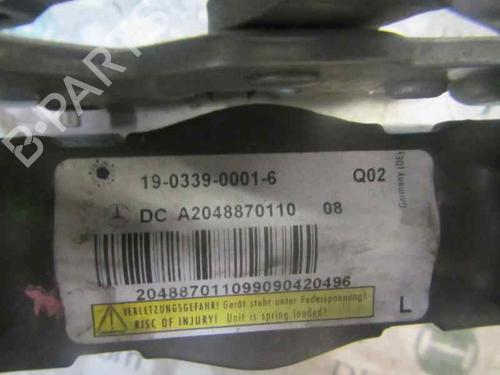 B-PARTS
19-0339-0001-6 Q02
Germany (DE)
DC A2048870110 08
204887011099090420496
VERLETZUNGSGEFAHR! Gerät steht unter Federspannung!
RISK OF INJURY! Unit is spring loaded!
L